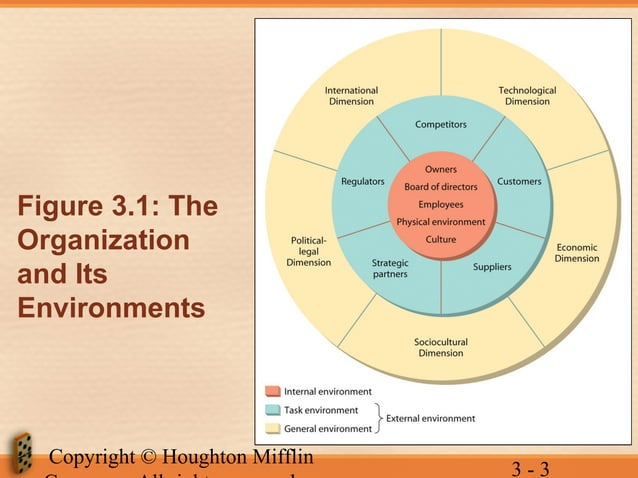 Figure 3.1: The
Organization
and Its
Environments
International
Dimension
Technological
Dimension
Competitors
Regulators
Owners
Board of directors
Employees
Physical environment
Culture
Customers
Political-
legal
Dimension
Economic
Dimension
Strategic
partners
Suppliers
Sociocultural
Dimension
Internal environment
Task environment
General environment
External environment
Copyright © Houghton Mifflin
3 - 3